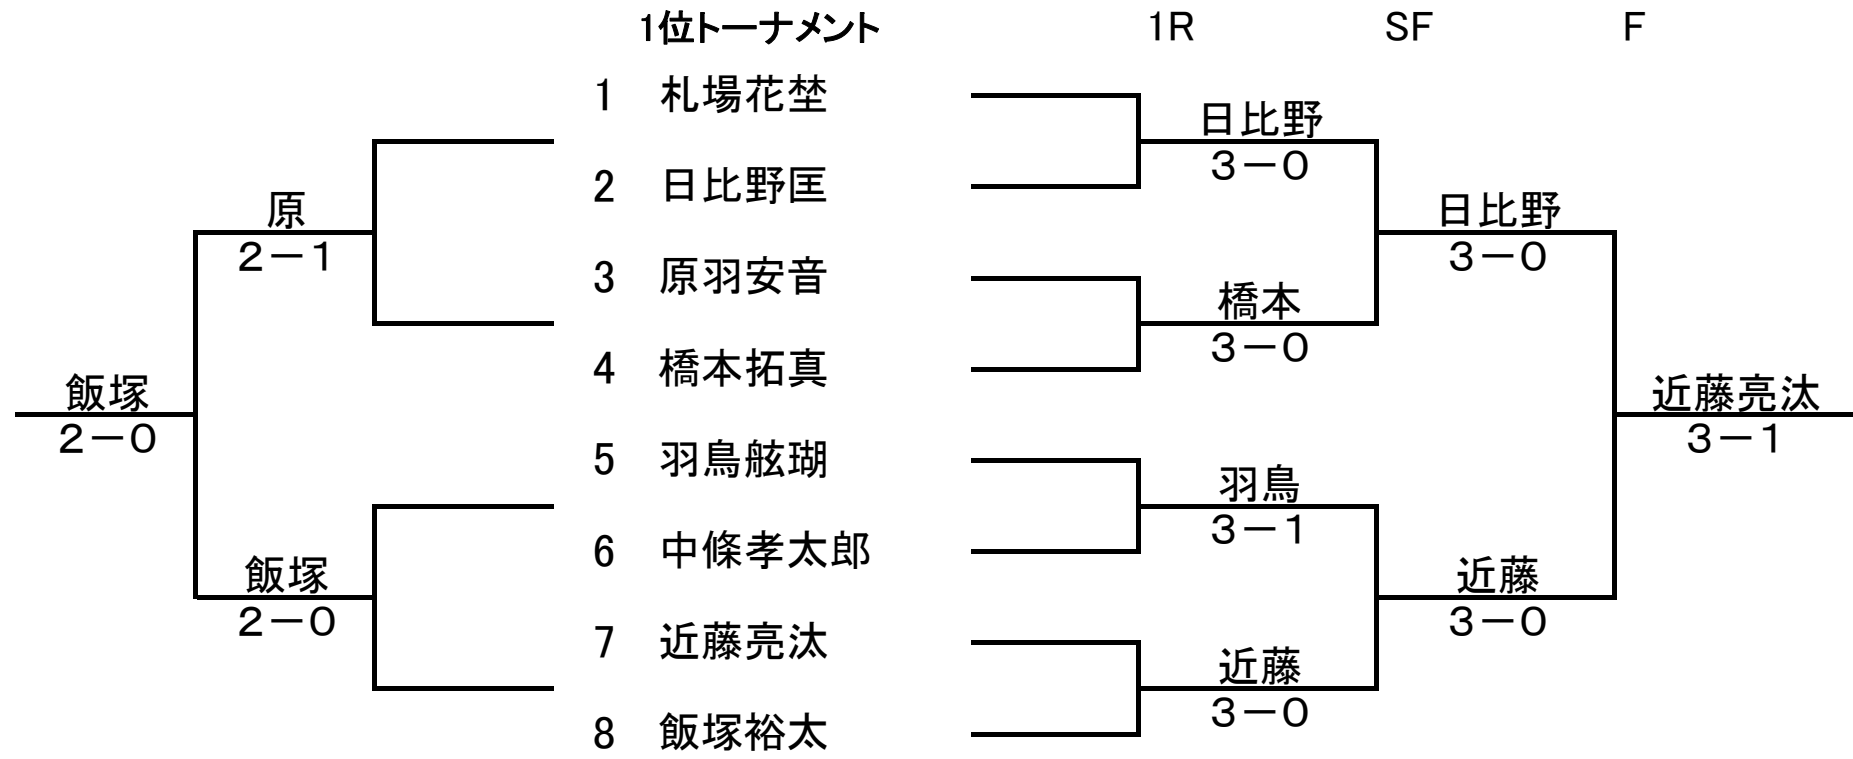 1位トーナメント 1R SF F
1 札場花埜
日比野
3－0
2 日比野匡
原
2－1
日比野
3－0
3 原羽安音
橋本
3－0
4 橋本拓真
飯塚
2－0
近藤亮汰
3－1
5 羽鳥舷瑚
羽鳥
3－1
6 中條孝太郎
飯塚
2－0
近藤
3－0
7 近藤亮汰
近藤
3－0
8 飯塚裕太